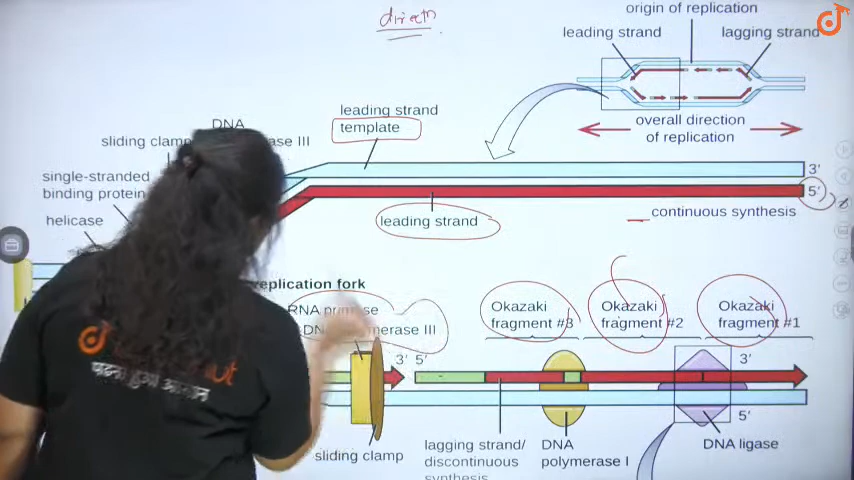 directn
origin of replication
leading strand
lagging strand
overall direction
of replication
leading strand
template
DNA
sliding clamp
III
single-stranded
binding protein
helicase
3'
5'
leading strand
continuous synthesis
replication fork
RNA primase
DNA polymerase III
Okazaki
fragment #3
Okazaki
fragment #2
Okazaki
fragment #1
3' 5'
3'
5'
sliding clamp
lagging strand/
discontinuous
synthesis
DNA
polymerase I
DNA ligase